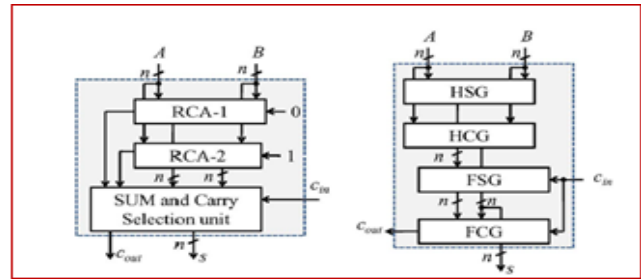 A B
n n
RCA-1 0
RCA-2 1
n n
SUM and Carry
Selection unit
c_in
c_out n s
A B
n n
HSG
HCG
n
FSG c_in
n n
FCG
c_out
n s